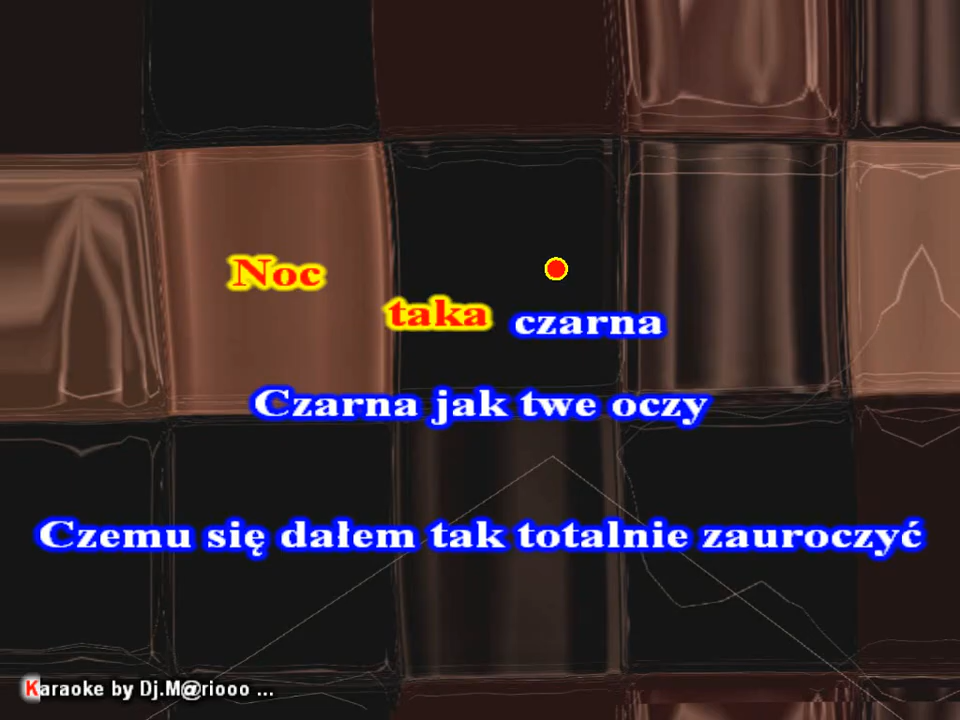 Noc taka czarna
Czarna jak twe oczy
Czemu się dałem tak totalnie zauroczyć
Karaoke by Dj.M@riooo ...